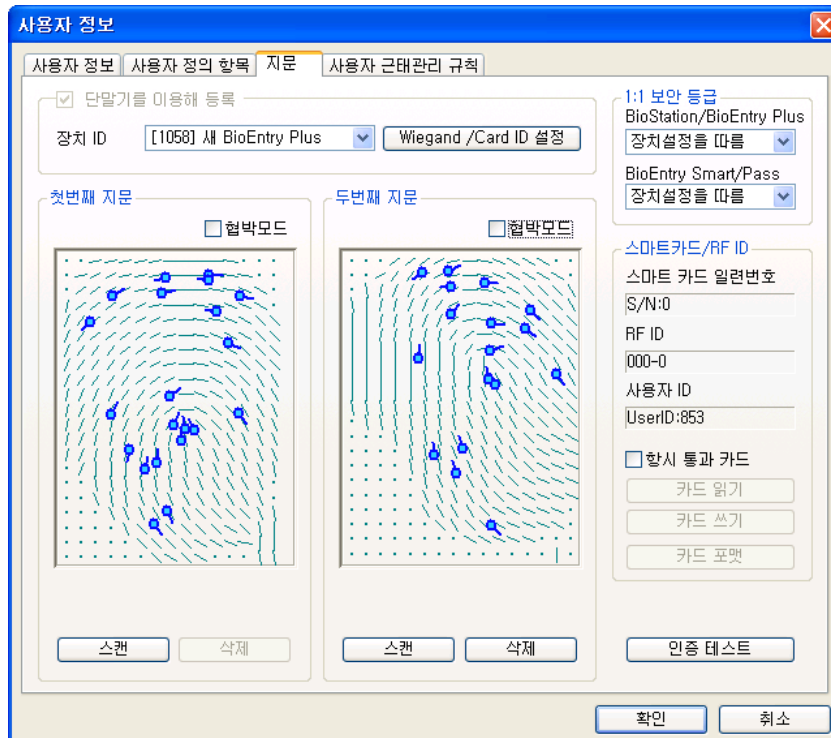 사용자 정보
사용자 정보 사용자 정의 항목 지문 사용자 근태관리 규칙
단말기를 이용해 등록
장치 ID [1058] 새 BioEntry Plus Wiegand /Card ID 설정
첫번째 지문
협박모드
스캔 삭제
두번째 지문
협박모드
스캔 삭제
1:1 보안 등급
BioStation/BioEntry Plus
장치설정을 따름
BioEntry Smart/Pass
장치설정을 따름
스마트카드/RF ID
스마트 카드 일련번호
S/N:0
RF ID
000-0
사용자 ID
UserID:853
항시 통과 카드
카드 읽기
카드 쓰기
카드 포맷
인증 테스트
확인 취소